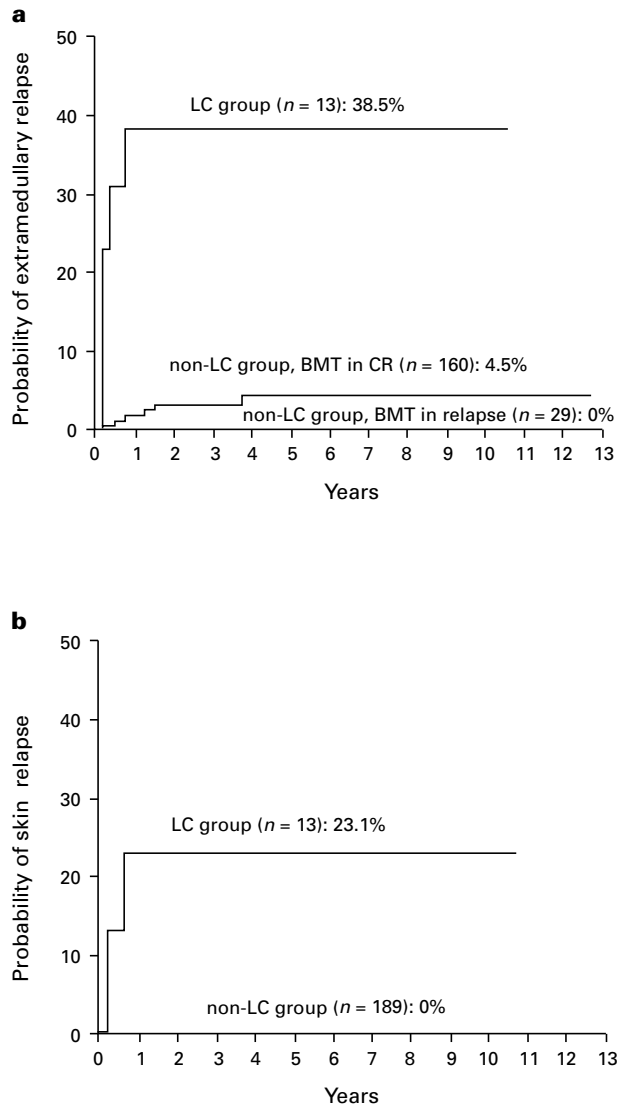 a
Probability of extramedullary relapse
50
40
30
20
10
0
LC group (n = 13): 38.5%
non-LC group, BMT in CR (n = 160): 4.5%
non-LC group, BMT in relapse (n = 29): 0%
0 1 2 3 4 5 6 7 8 9 10 11 12 13
Years
b
Probability of skin relapse
50
40
30
20
10
0
LC group (n = 13): 23.1%
non-LC group (n = 189): 0%
0 1 2 3 4 5 6 7 8 9 10 11 12 13
Years